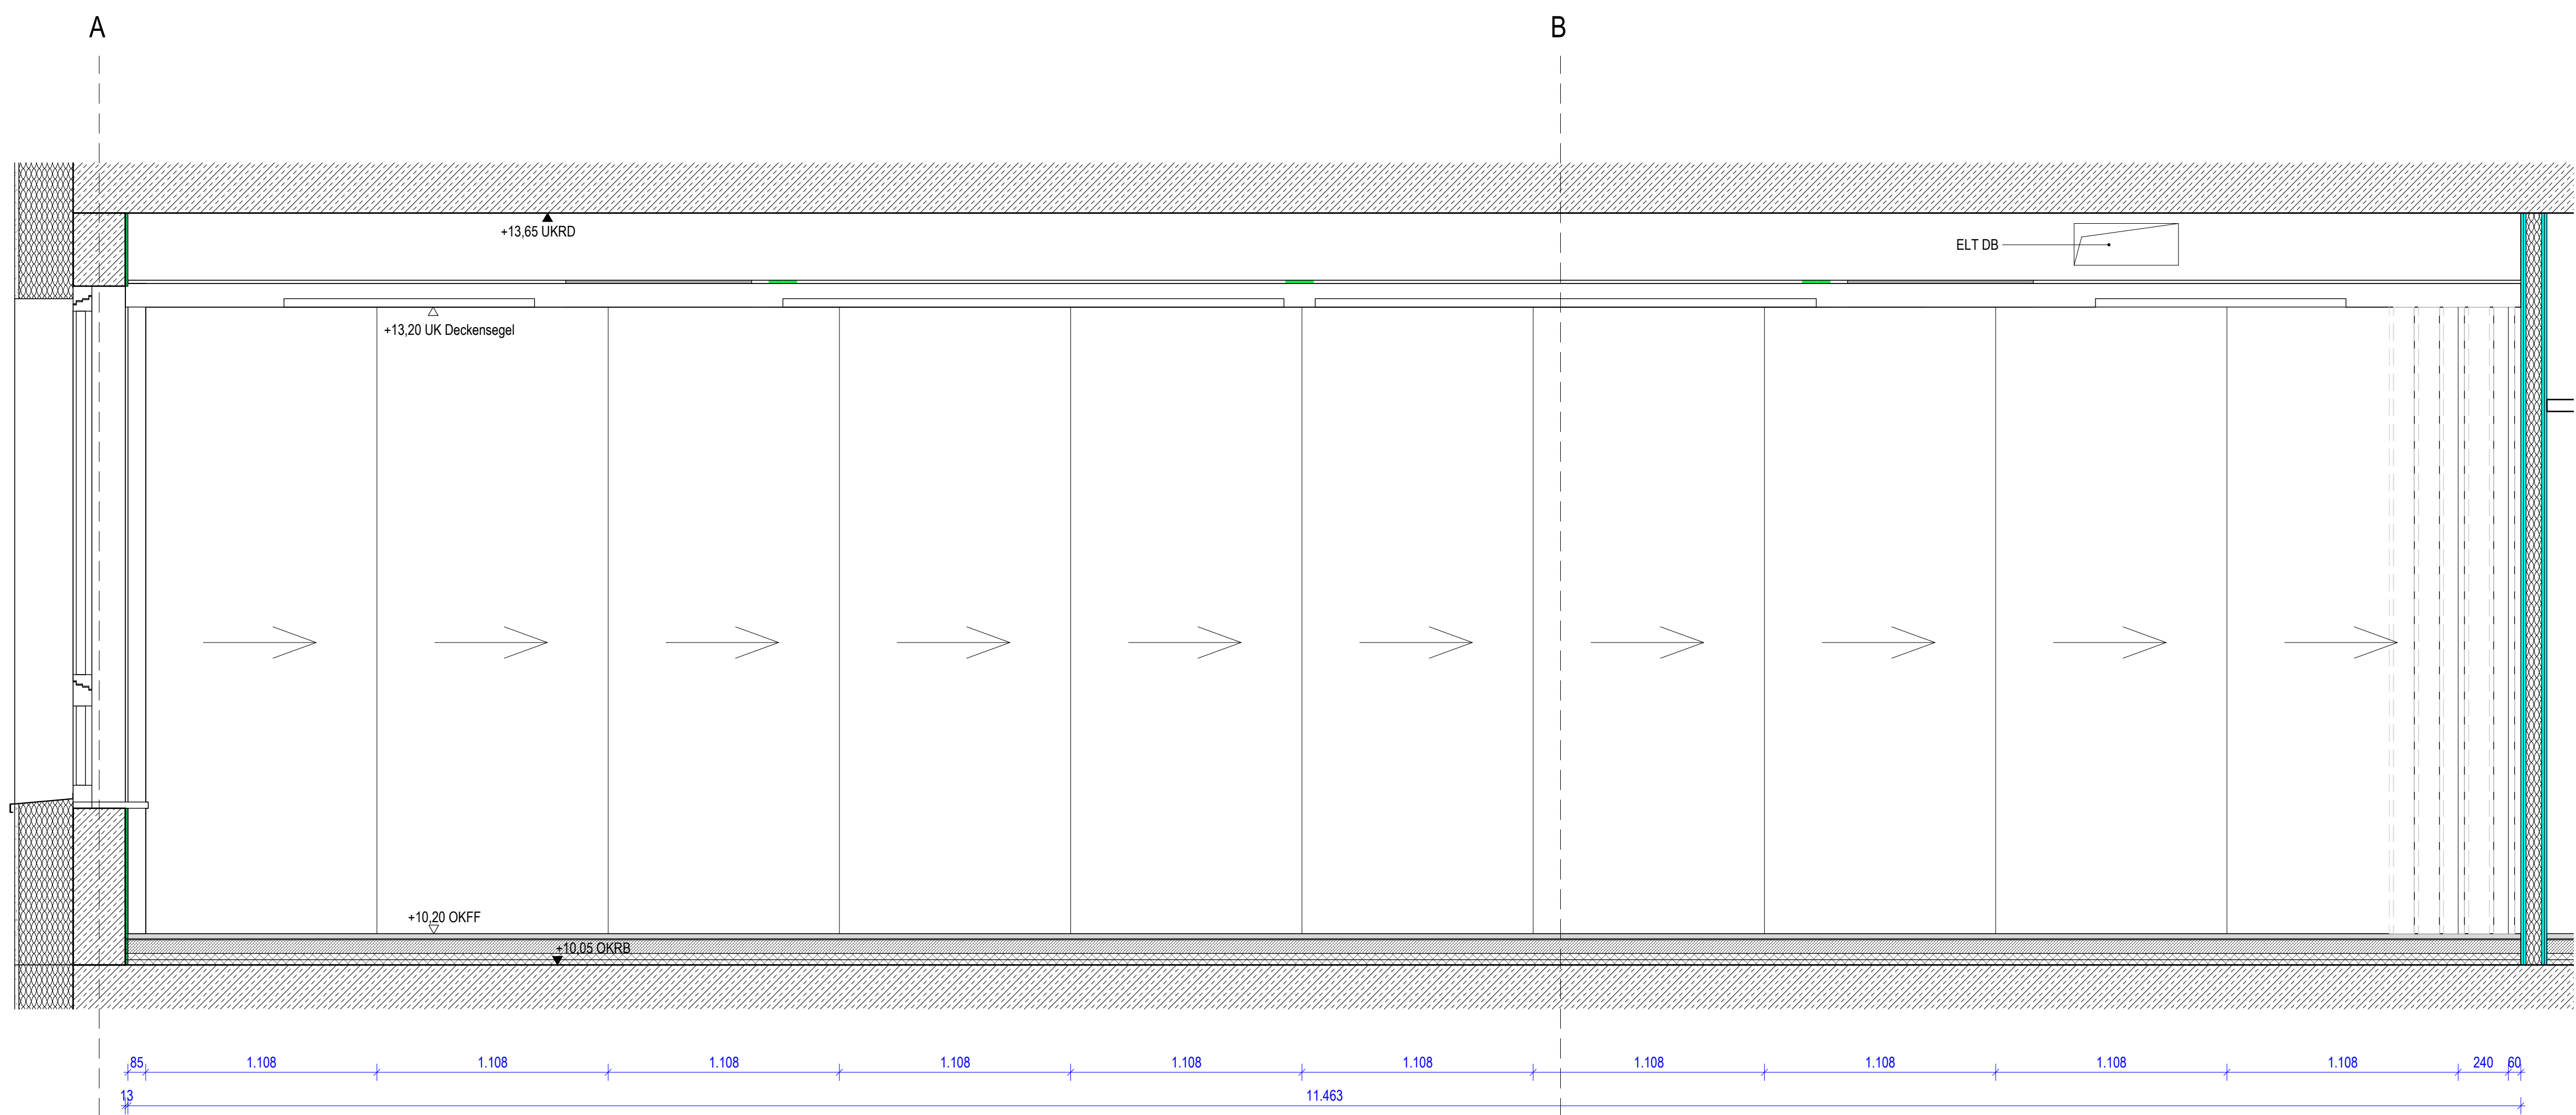 A
B
+13,65 UKRD
ELT DB
+13,20 UK Deckensegel
+10,20 OKFF
+10,05 OKRB
85 1.108 1.108 1.108 1.108 1.108 1.108 1.108 1.108 1.108 1.108 240 60
13 11.463